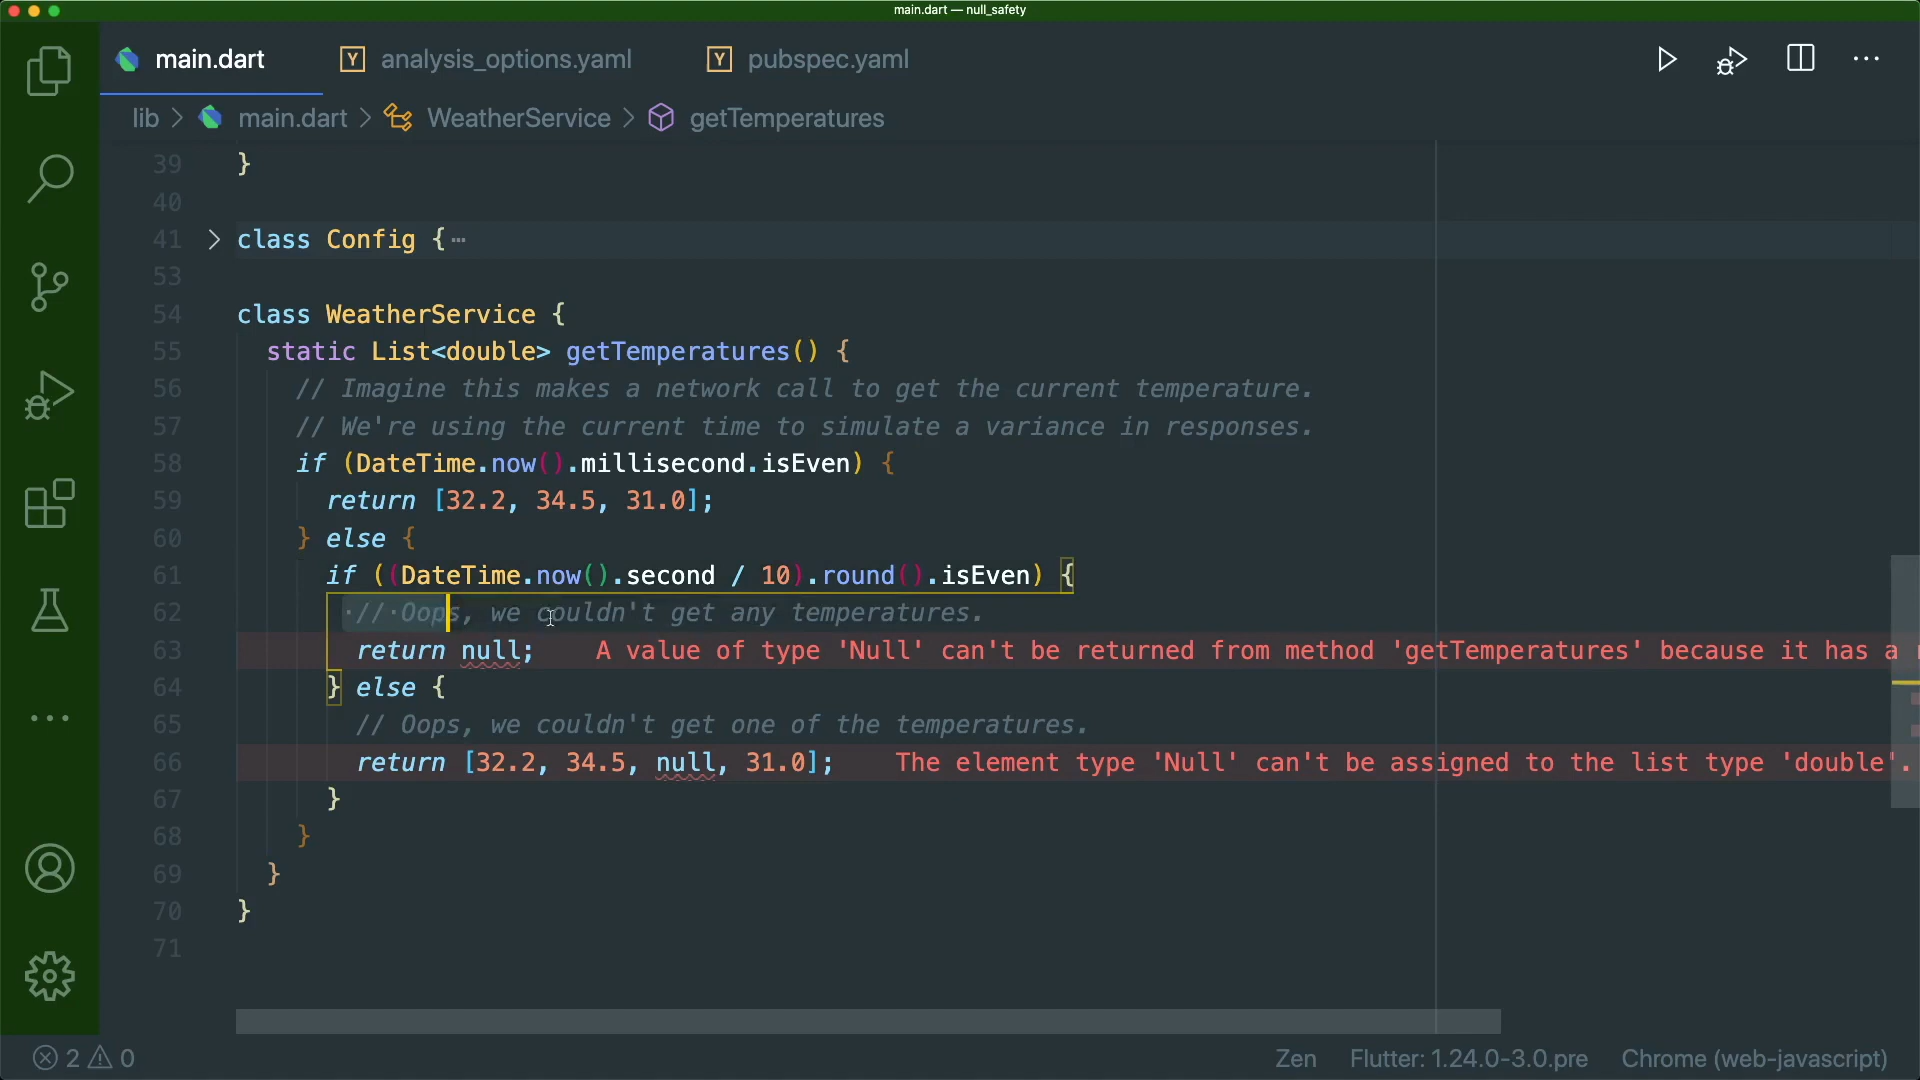 main.dart — null_safety
main.dart
Y analysis_options.yaml
Y pubspec.yaml
lib > main.dart > WeatherService > getTemperatures
39 }
40
41 > class Config {⋯
53
54 class WeatherService {
55 static List<double> getTemperatures() {
56 // Imagine this makes a network call to get the current temperature.
57 // We're using the current time to simulate a variance in responses.
58 if (DateTime.now().millisecond.isEven) {
59 return [32.2, 34.5, 31.0];
60 } else {
61 if ((DateTime.now().second / 10).round().isEven) {
62 // Oops, we couldn't get any temperatures.
63 return null; A value of type 'Null' can't be returned from method 'getTemperatures' because it has a
64 } else {
65 // Oops, we couldn't get one of the temperatures.
66 return [32.2, 34.5, null, 31.0]; The element type 'Null' can't be assigned to the list type 'double'.
67 }
68 }
69 }
70 }
71
2 0
Zen
Flutter: 1.24.0-3.0.pre
Chrome (web-javascript)